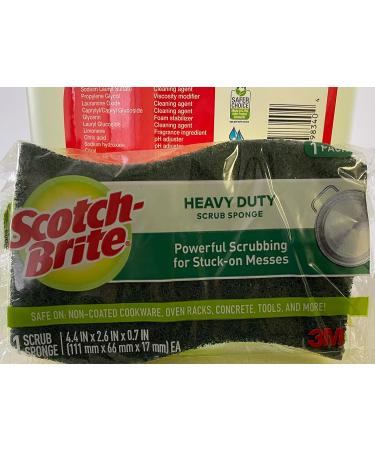 Sodium Lauryl Sulfate Cleaning agent
Propylene Glycol Viscosity modifier
Lauramine Oxide Cleaning agent
Caprylyl/Capryl Glucoside Cleaning agent
Glycerin Foam stabilizer
Lauryl Glucoside Cleaning agent
Limonene Fragrance ingredient
Citric acid pH adjuster
Sodium hydroxide pH adjuster
SAFER
CHOICE
98340 4
1 PACK
Scotch-
Brite
HEAVY DUTY
SCRUB SPONGE
Powerful Scrubbing
for Stuck-on Messes
SAFE ON: NON-COATED COOKWARE, OVEN RACKS, CONCRETE, TOOLS, AND MORE!
1 SCRUB
SPONGE
4.4 IN x 2.6 IN x 0.7 IN
(111 mm x 66 mm x 17 mm) EA
3M